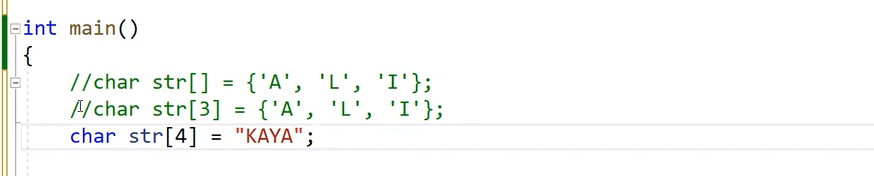 int main()
{
//char str[] = {'A', 'L', 'I'};
//char str[3] = {'A', 'L', 'I'};
char str[4] = "KAYA";